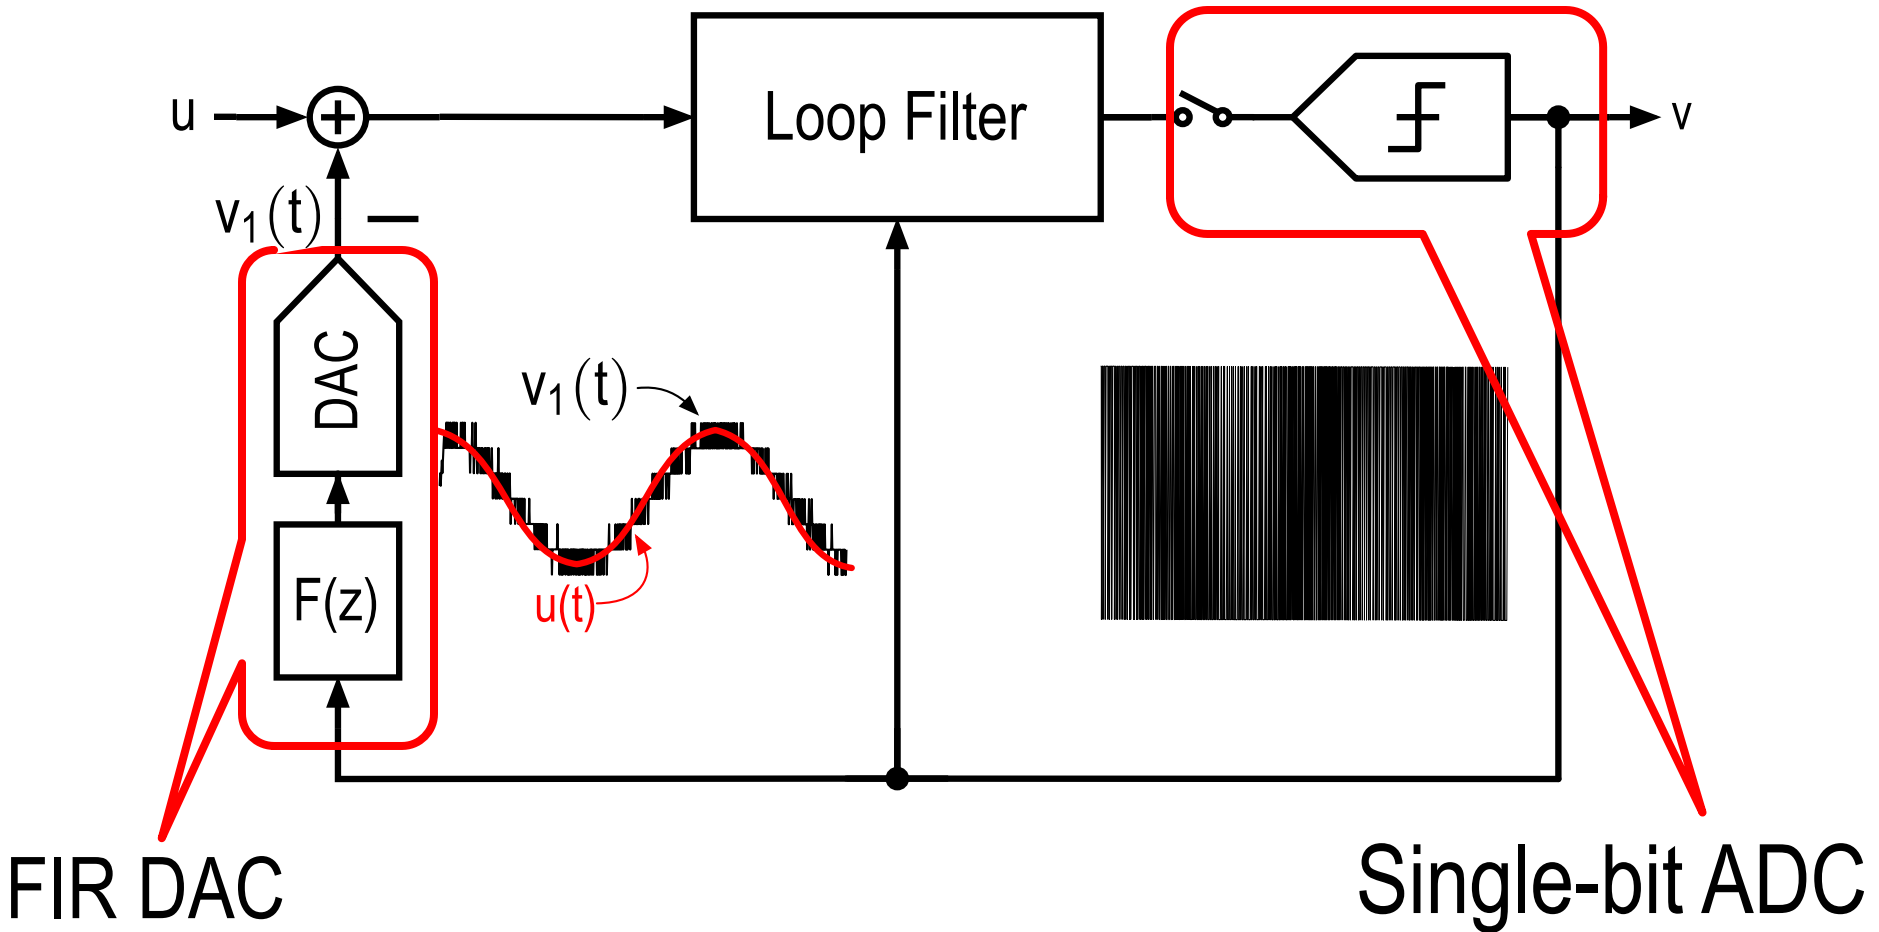 u
+
Loop Filter
v
v₁(t)
−
DAC
v₁(t)
F(z)
u(t)
FIR DAC
Single-bit ADC